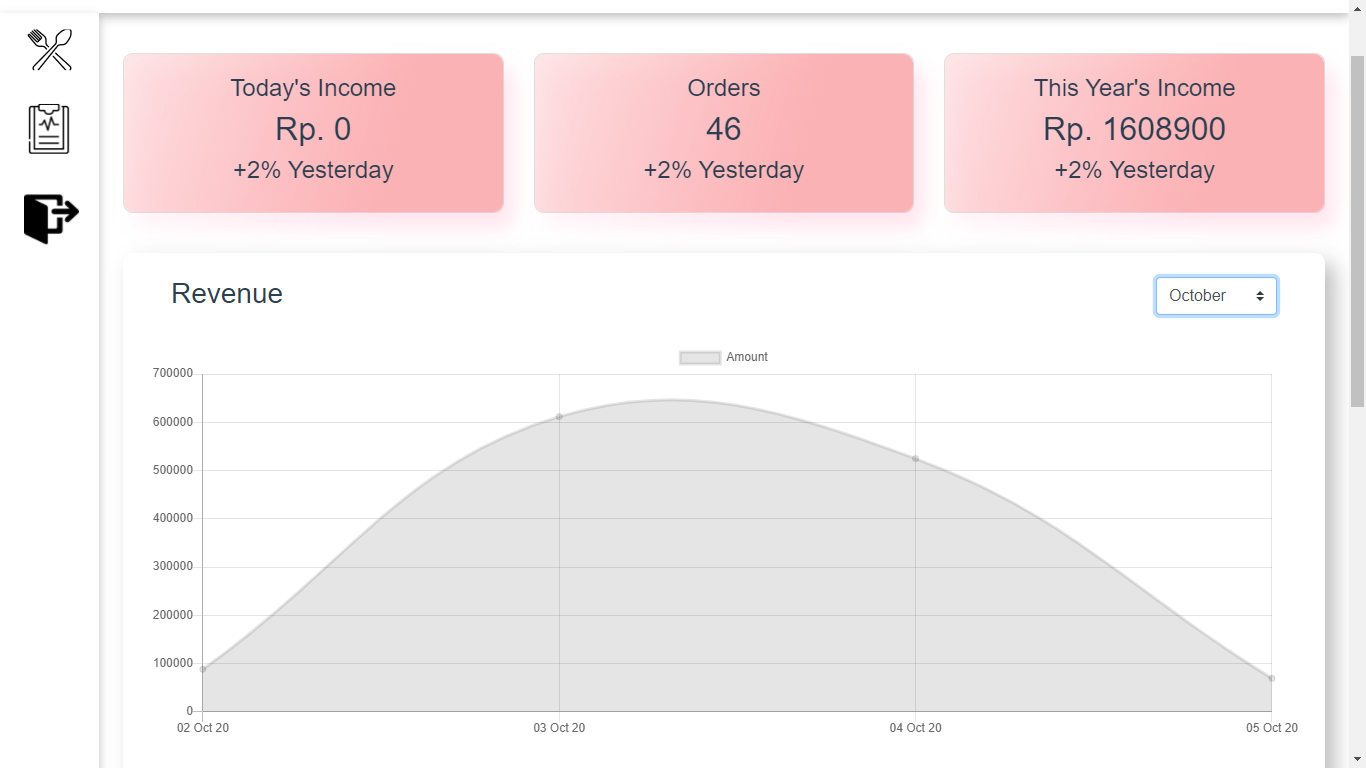 Today's Income
Rp. 0
+2% Yesterday
Orders
46
+2% Yesterday
This Year's Income
Rp. 1608900
+2% Yesterday
Revenue
October
Amount
700000
600000
500000
400000
300000
200000
100000
0
02 Oct 20
03 Oct 20
04 Oct 20
05 Oct 20